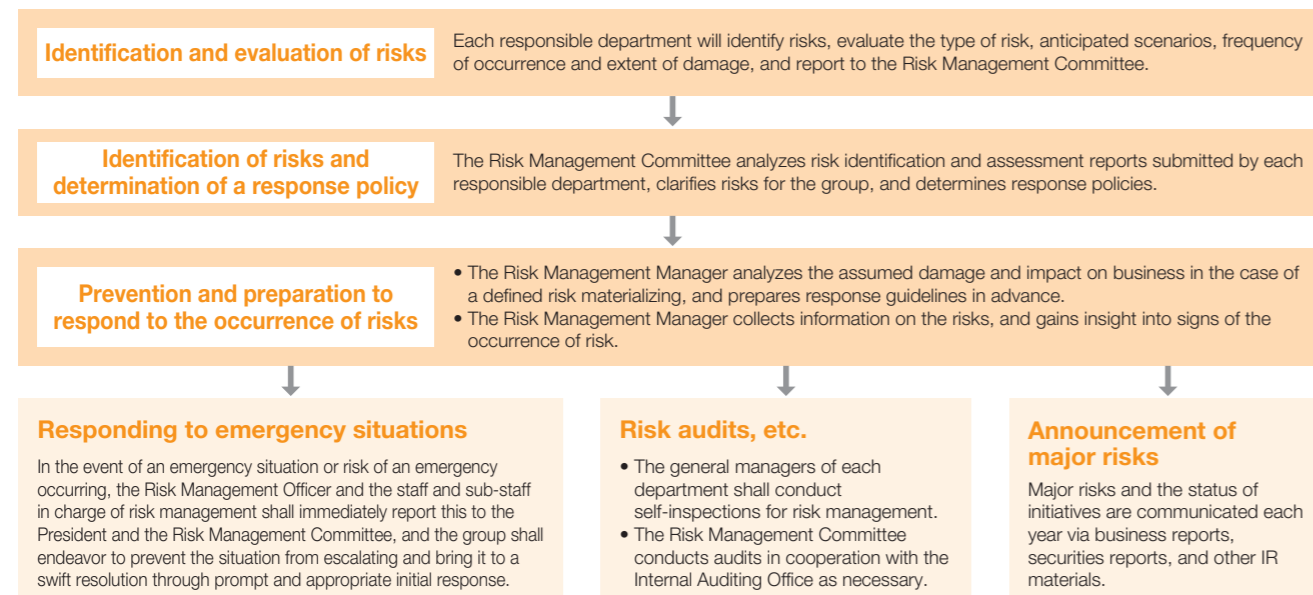 Identification and evaluation of risks
Each responsible department will identify risks, evaluate the type of risk, anticipated scenarios, frequency
of occurrence and extent of damage, and report to the Risk Management Committee.
Identification of risks and
determination of a response policy
The Risk Management Committee analyzes risk identification and assessment reports submitted by each
responsible department, clarifies risks for the group, and determines response policies.
Prevention and preparation to
respond to the occurrence of risks
• The Risk Management Manager analyzes the assumed damage and impact on business in the case of
a defined risk materializing, and prepares response guidelines in advance.
• The Risk Management Manager collects information on the risks, and gains insight into signs of the
occurrence of risk.
Responding to emergency situations
In the event of an emergency situation or risk of an emergency
occurring, the Risk Management Officer and the staff and sub-staff
in charge of risk management shall immediately report this to the
President and the Risk Management Committee, and the group shall
endeavor to prevent the situation from escalating and bring it to a
swift resolution through prompt and appropriate initial response.
Risk audits, etc.
• The general managers of each
department shall conduct
self-inspections for risk management.
• The Risk Management Committee
conducts audits in cooperation with the
Internal Auditing Office as necessary.
Announcement of
major risks
Major risks and the status of
initiatives are communicated each
year via business reports,
securities reports, and other IR
materials.